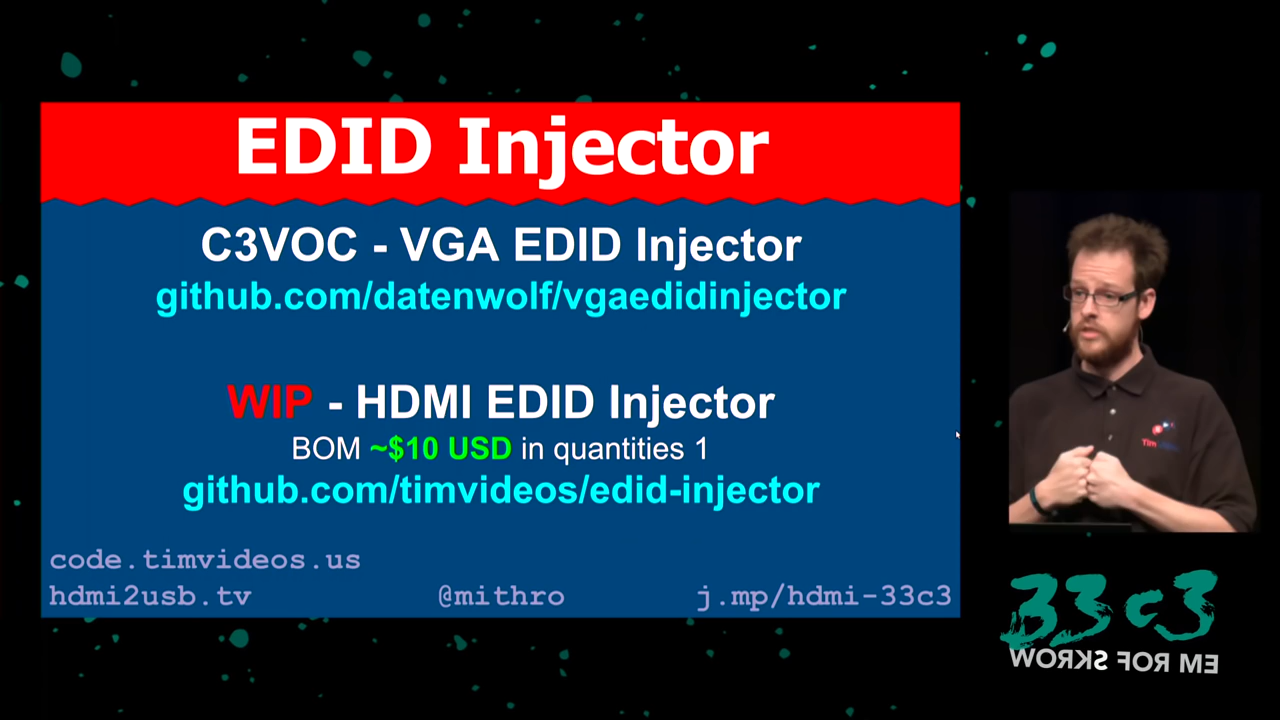 EDID Injector
C3VOC - VGA EDID Injector
github.com/datenwolf/vgaedidinjector
WIP - HDMI EDID Injector
BOM ~$10 USD in quantities 1
github.com/timvideos/edid-injector
code.timvideos.us
hdmi2usb.tv @mithro j.mp/hdmi-33c3
Tim
33c3
WORKS FOR ME